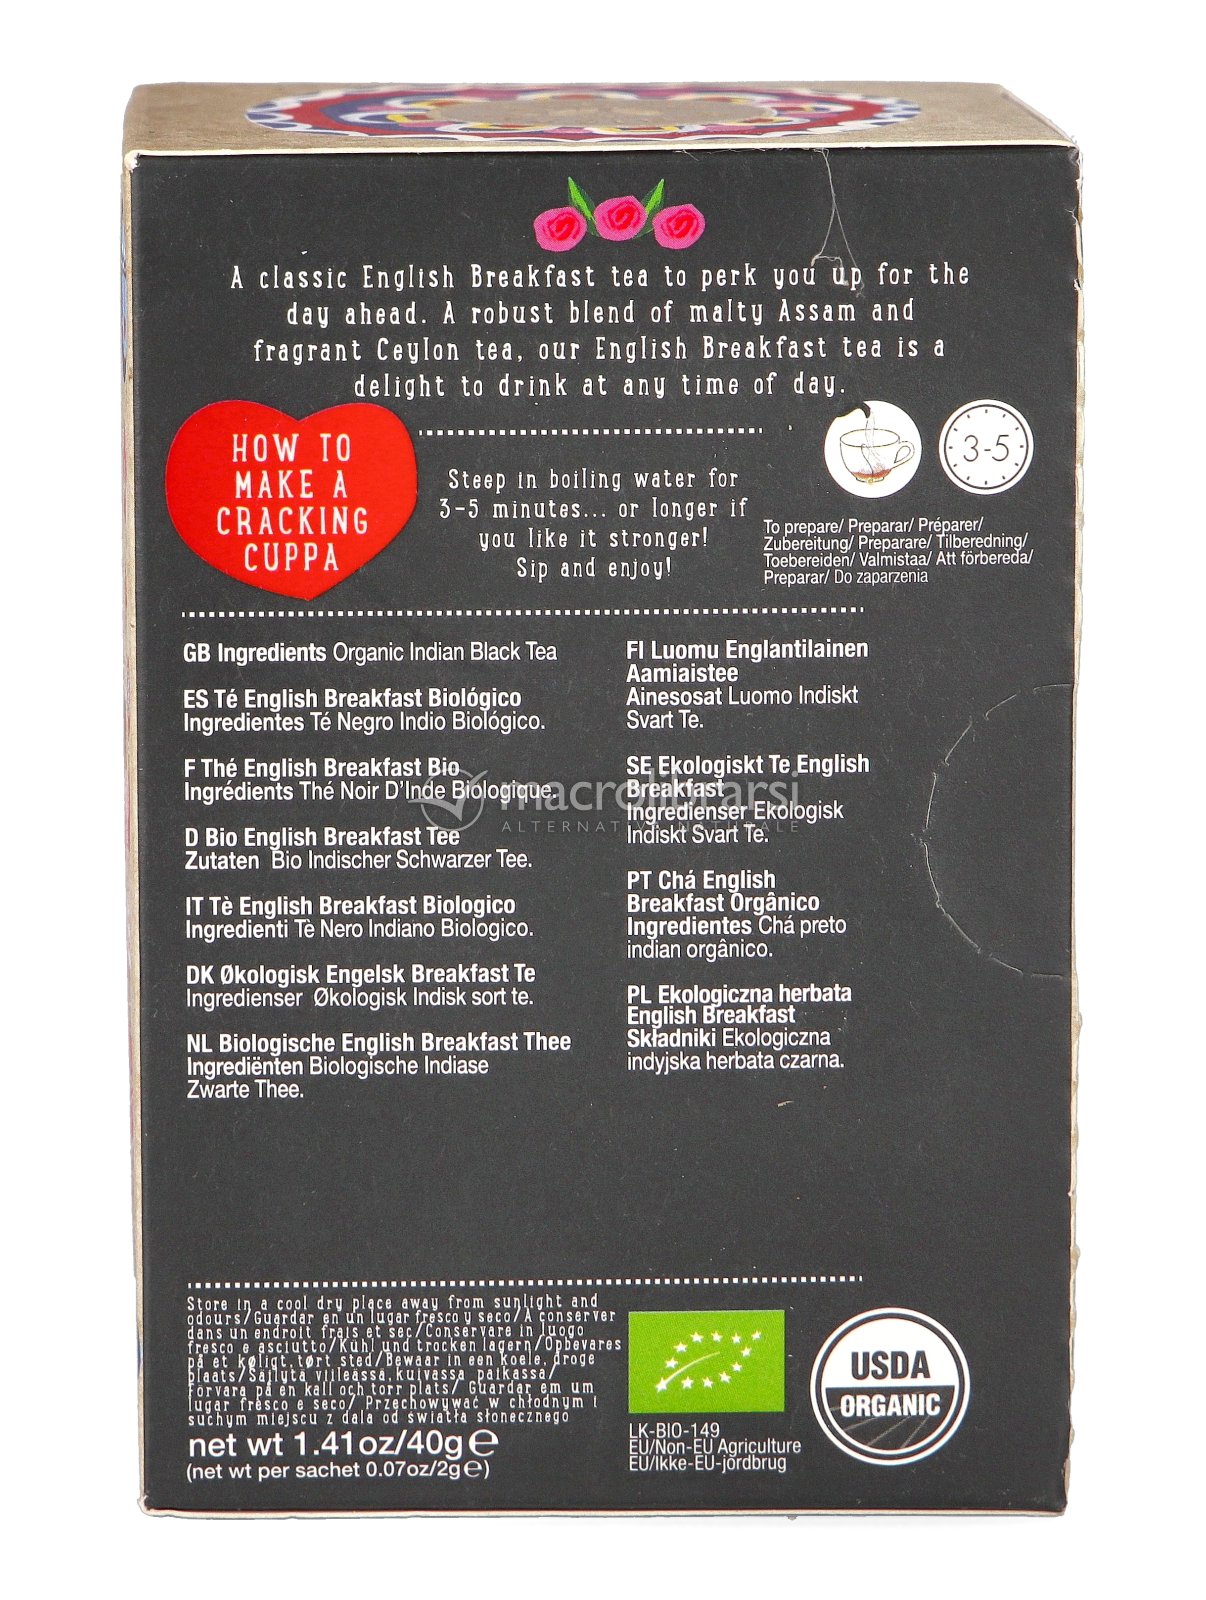 A classic English Breakfast tea to perk you up for the
day ahead. A robust blend of malty Assam and
fragrant Ceylon tea, our English Breakfast tea is a
delight to drink at any time of day.
HOW TO
MAKE A
CRACKING
CUPPA
Steep in boiling water for
3-5 minutes... or longer if
you like it stronger!
Sip and enjoy!
3-5
To prepare/ Preparar/ Préparer/
Zubereitung/ Preparare/ Tilberedning/
Toebereiden/ Valmistaa/ Att förbereda/
Preparar/ Do zaparzenia
GB Ingredients Organic Indian Black Tea
ES Té English Breakfast Biológico
Ingredientes Té Negro Indio Biológico.
F Thé English Breakfast Bio
Ingrédients Thé Noir D'Inde Biologique.
D Bio English Breakfast Tee
Zutaten Bio Indischer Schwarzer Tee.
IT Tè English Breakfast Biologico
Ingredienti Tè Nero Indiano Biologico.
DK Økologisk Engelsk Breakfast Te
Ingredienser Økologisk Indisk sort te.
NL Biologische English Breakfast Thee
Ingrediënten Biologische Indiase
Zwarte Thee.
FI Luomu Englantilainen
Aamiaistee
Ainesosat Luomo Indiskt
Svart Te.
SE Ekologiskt Te English
Breakfast
Ingredienser Ekologisk
Indiskt Svart Te.
PT Chá English
Breakfast Orgânico
Ingredientes Chá preto
indian orgânico.
PL Ekologiczna herbata
English Breakfast
Składniki Ekologiczna
indyjska herbata czarna.
macrolibrarsi
ALTERNATIVA NATURALE
Store in a cool dry place away from sunlight and
odours/Guardar en un lugar fresco y seco/A conserver
dans un endroit frais et sec/Conservare in luogo
fresco e asciutto/Kühl und trocken lagern/Opbevares
på et køligt, tørt sted/Bewaar in een koele, droge
plaats/Säilytä viileässä, kuivassa paikassa/
Förvara på en kall och torr plats/ Guardar em um
lugar fresco e seco/ Przechowywać w chłodnym i
suchym miejscu z dala od światła słonecznego
net wt 1.41oz/40g℮
(net wt per sachet 0.07oz/2g℮)
LK-BIO-149
EU/Non-EU Agriculture
EU/Ikke-EU-jordbrug
USDA
ORGANIC